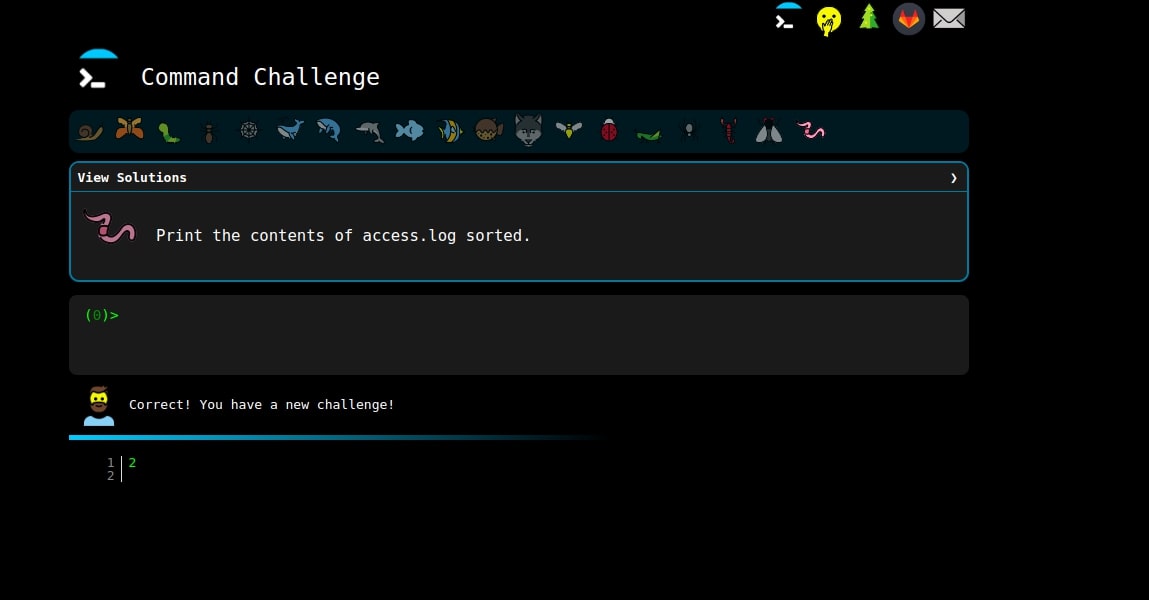 Command Challenge
View Solutions ❯
Print the contents of access.log sorted.
(0)>
Correct! You have a new challenge!
1 2
2